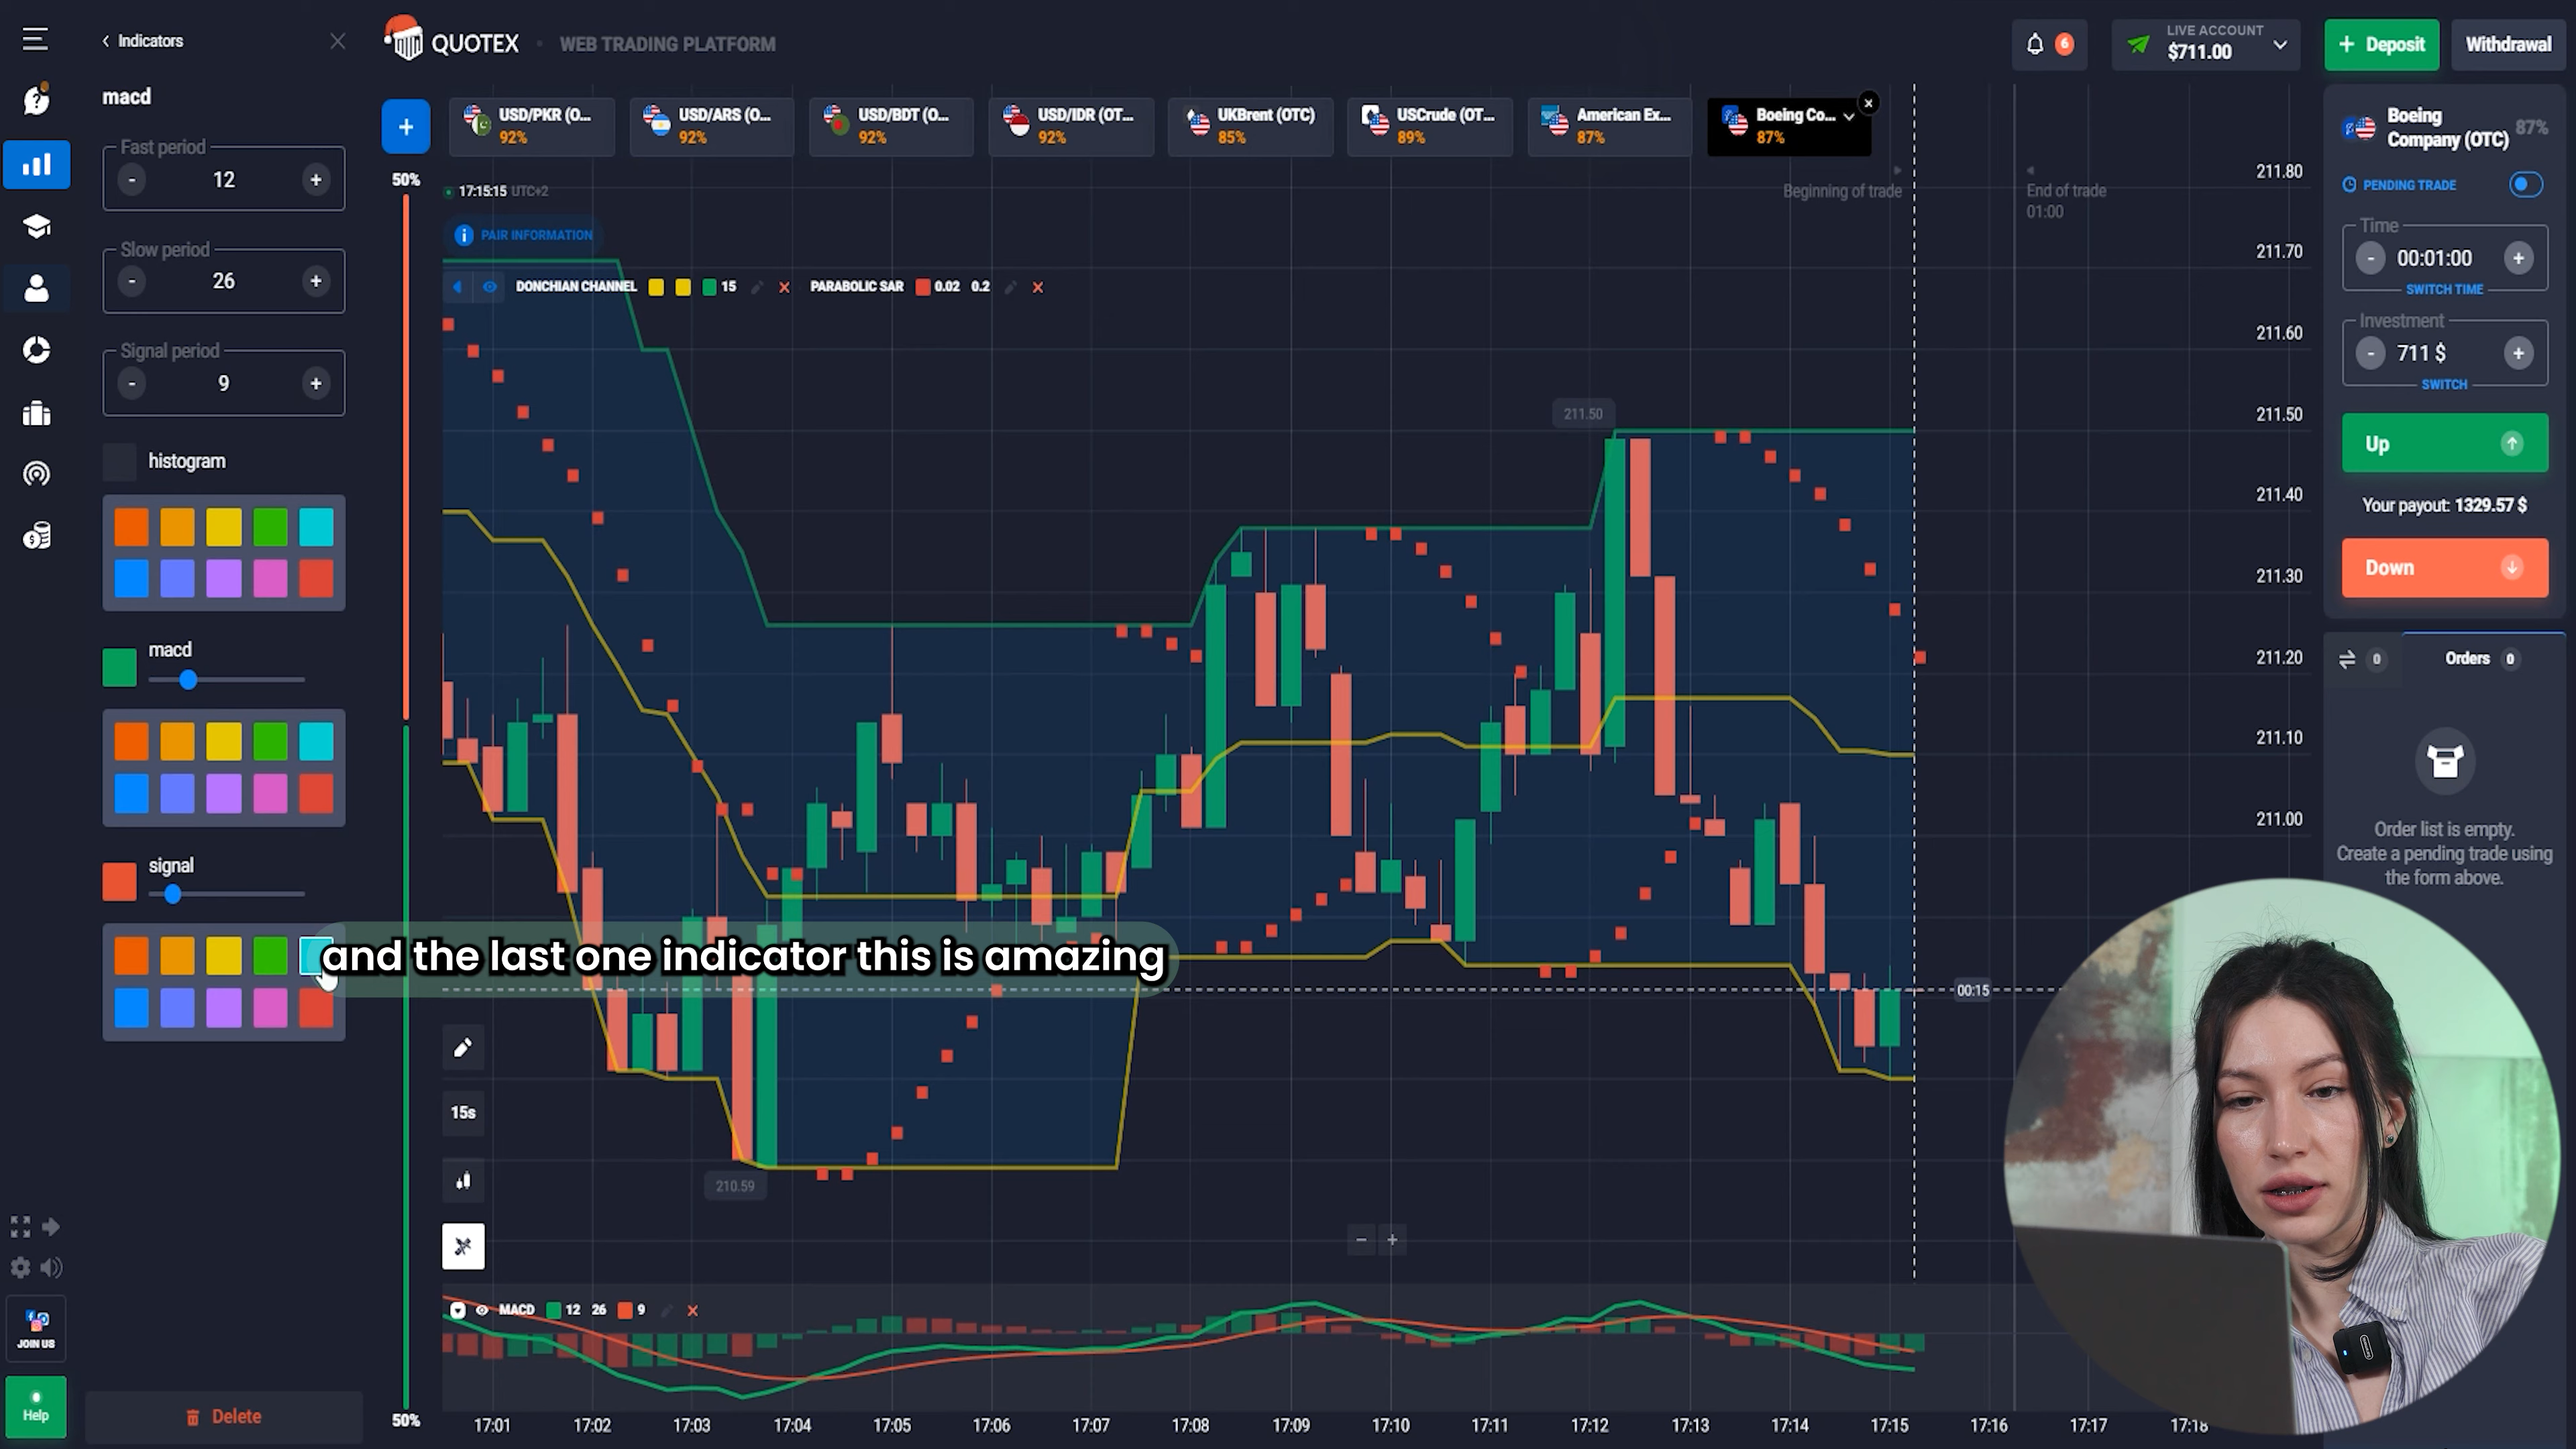 Indicators
QUOTEX
WEB TRADING PLATFORM
6
LIVE ACCOUNT
$711.00
+ Deposit
Withdrawal
macd
Fast period
- 12 +
Slow period
- 26 +
Signal period
- 9 +
histogram
macd
signal
+
USD/PKR (O...
92%
USD/ARS (O...
92%
USD/BDT (O...
92%
USD/IDR (OT...
92%
UKBrent (OTC)
85%
USCrude (OT...
89%
American Ex...
87%
Boeing Co...
87%
50%
17:15:15 UTC+2
PAIR INFORMATION
DONCHIAN CHANNEL 15
PARABOLIC SAR 0.02 0.2
Beginning of trade
End of trade
01:00
211.80
211.70
211.60
211.50
211.40
211.30
211.20
211.10
211.00
211.50
210.59
00:15
and the last one indicator this is amazing
15s
- +
MACD 12 26 9
50%
17:01 17:02 17:03 17:04 17:05 17:06 17:07 17:08 17:09 17:10 17:11 17:12 17:13 17:14 17:15 17:16 17:17 17:18
Boeing
Company (OTC)
87%
PENDING TRADE
Time
- 00:01:00 +
SWITCH TIME
Investment
- 711 $ +
SWITCH
Up
Your payout: 1329.57 $
Down
0
Orders 0
Order list is empty.
Create a pending trade using
the form above.
JOIN US
Help
Delete